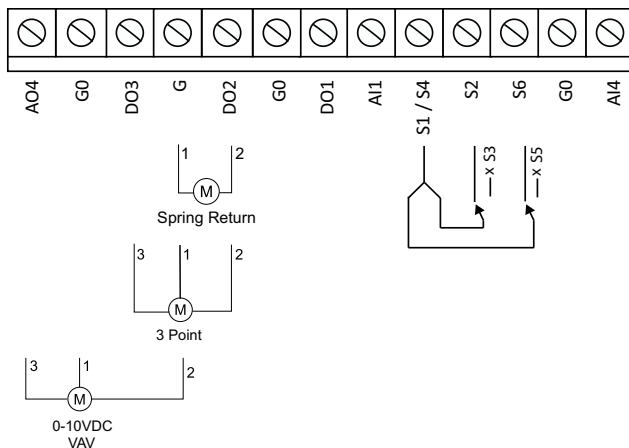 AO4
G0
DO3
G
DO2
G0
DO1
AI1
S1 / S4
S2
S6
G0
AI4
x S3
x S5
1
2
M
Spring Return
3
1
2
M
3 Point
3
1
2
M
0-10VDC
VAV